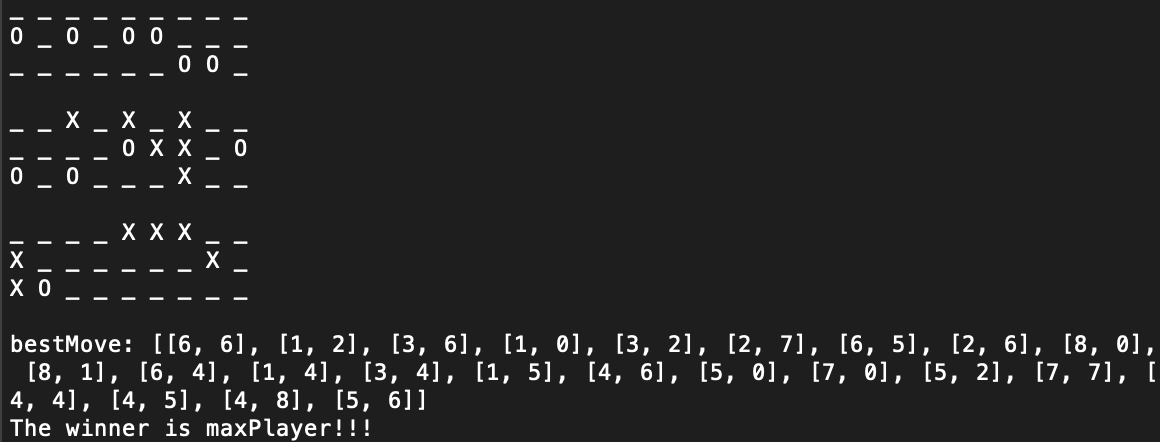 _ _ _ _ _ _ _ _ _
O _ O _ O O _ _ _
_ _ _ _ _ _ O O _
_ _ X _ X _ X _ _
_ _ _ _ O X X _ O
O _ O _ _ _ X _ _
_ _ _ _ X X X _ _
X _ _ _ _ _ _ X _
X O _ _ _ _ _ _ _
bestMove: [[6, 6], [1, 2], [3, 6], [1, 0], [3, 2], [2, 7], [6, 5], [2, 6], [8, 0],
[8, 1], [6, 4], [1, 4], [3, 4], [1, 5], [4, 6], [5, 0], [7, 0], [5, 2], [7, 7], [
4, 4], [4, 5], [4, 8], [5, 6]]
The winner is maxPlayer!!!